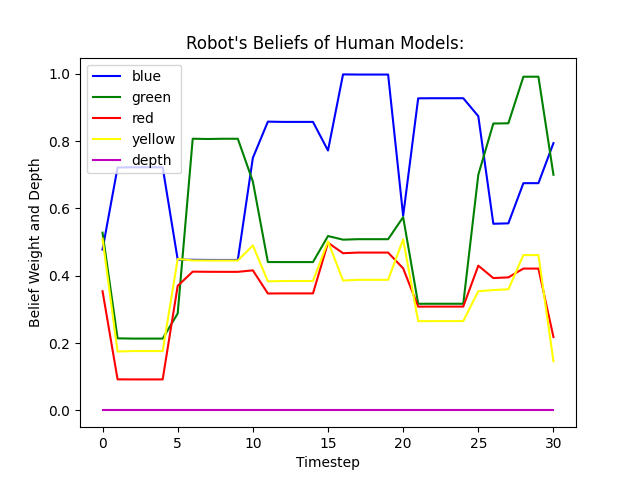 Robot's Beliefs of Human Models:
blue
green
red
yellow
depth
Belief Weight and Depth
1.0
0.8
0.6
0.4
0.2
0.0
0 5 10 15 20 25 30
Timestep